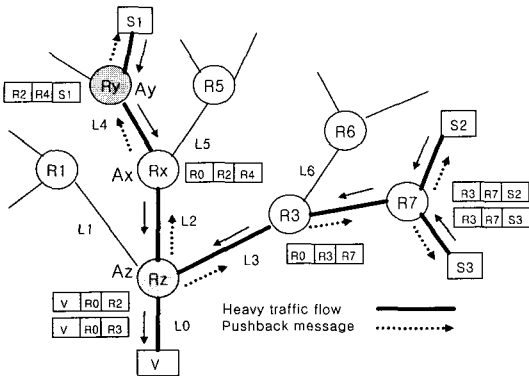 S1
R2 R4 S1
Ry
Ay
R5
L4
L5
R6
S2
R1
Ax
Rx
R0 R2 R4
L6
R7
R3 R7 S2
R3 R7 S3
L1
L2
R3
L3
R0 R3 R7
S3
Az
Rz
V R0 R2
V R0 R3
L0
Heavy traffic flow
Pushback message
V